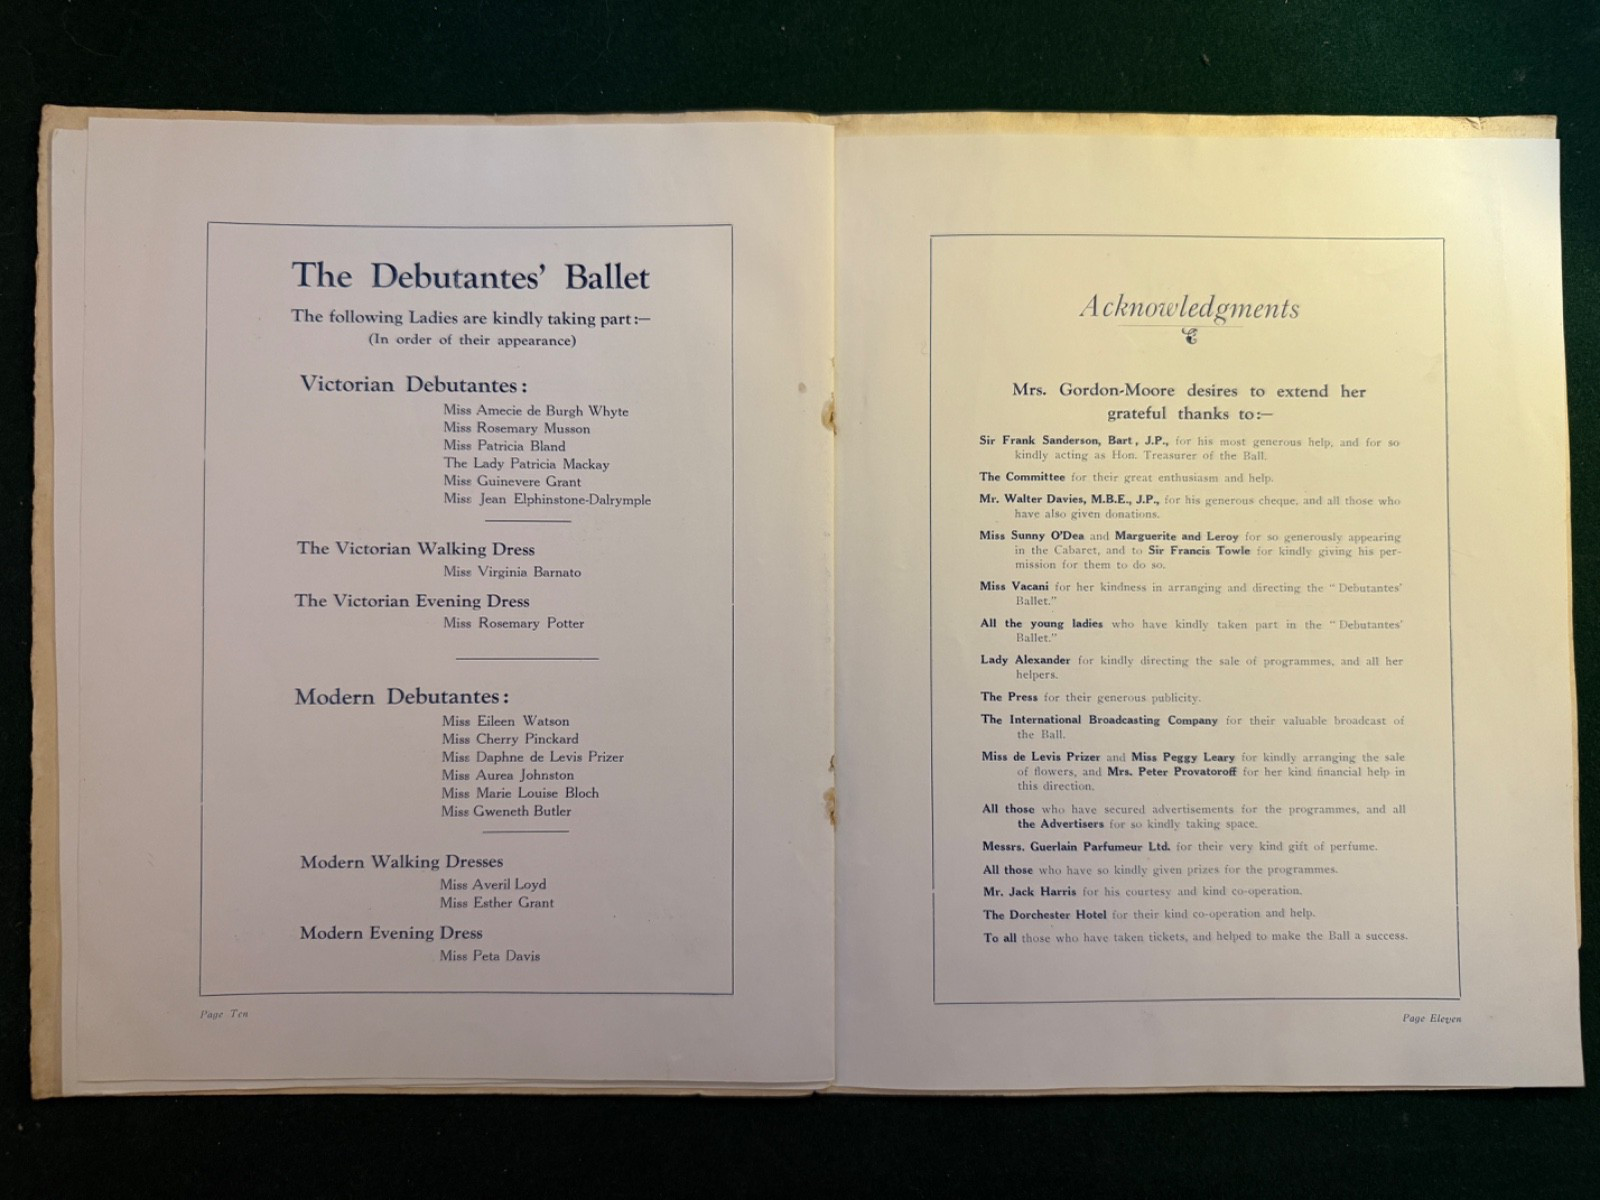 The Debutantes' Ballet
The following Ladies are kindly taking part:—
(In order of their appearance)
Victorian Debutantes:
Miss Amecie de Burgh Whyte
Miss Rosemary Musson
Miss Patricia Bland
The Lady Patricia Mackay
Miss Guinevere Grant
Miss Jean Elphinstone-Dalrymple
The Victorian Walking Dress
Miss Virginia Barnato
The Victorian Evening Dress
Miss Rosemary Potter
Modern Debutantes:
Miss Eileen Watson
Miss Cherry Pinckard
Miss Daphne de Levis Prizer
Miss Aurea Johnston
Miss Marie Louise Bloch
Miss Gweneth Butler
Modern Walking Dresses
Miss Averil Loyd
Miss Esther Grant
Modern Evening Dress
Miss Peta Davis
Page Ten
Acknowledgments
Mrs. Gordon-Moore desires to extend her
grateful thanks to:—
Sir Frank Sanderson, Bart, J.P., for his most generous help, and for so
kindly acting as Hon. Treasurer of the Ball.
The Committee for their great enthusiasm and help.
Mr. Walter Davies, M.B.E., J.P., for his generous cheque, and all those who
have also given donations.
Miss Sunny O'Dea and Marguerite and Leroy for so generously appearing
in the Cabaret, and to Sir Francis Towle for kindly giving his per-
mission for them to do so.
Miss Vacani for her kindness in arranging and directing the "Debutantes'
Ballet."
All the young ladies who have kindly taken part in the "Debutantes'
Ballet."
Lady Alexander for kindly directing the sale of programmes, and all her
helpers.
The Press for their generous publicity.
The International Broadcasting Company for their valuable broadcast of
the Ball.
Miss de Levis Prizer and Miss Peggy Leary for kindly arranging the sale
of flowers, and Mrs. Peter Provatoroff for her kind financial help in
this direction.
All those who have secured advertisements for the programmes, and all
the Advertisers for so kindly taking space.
Messrs. Guerlain Parfumeur Ltd. for their very kind gift of perfume.
All those who have so kindly given prizes for the programmes.
Mr. Jack Harris for his courtesy and kind co-operation.
The Dorchester Hotel for their kind co-operation and help.
To all those who have taken tickets, and helped to make the Ball a success.
Page Eleven